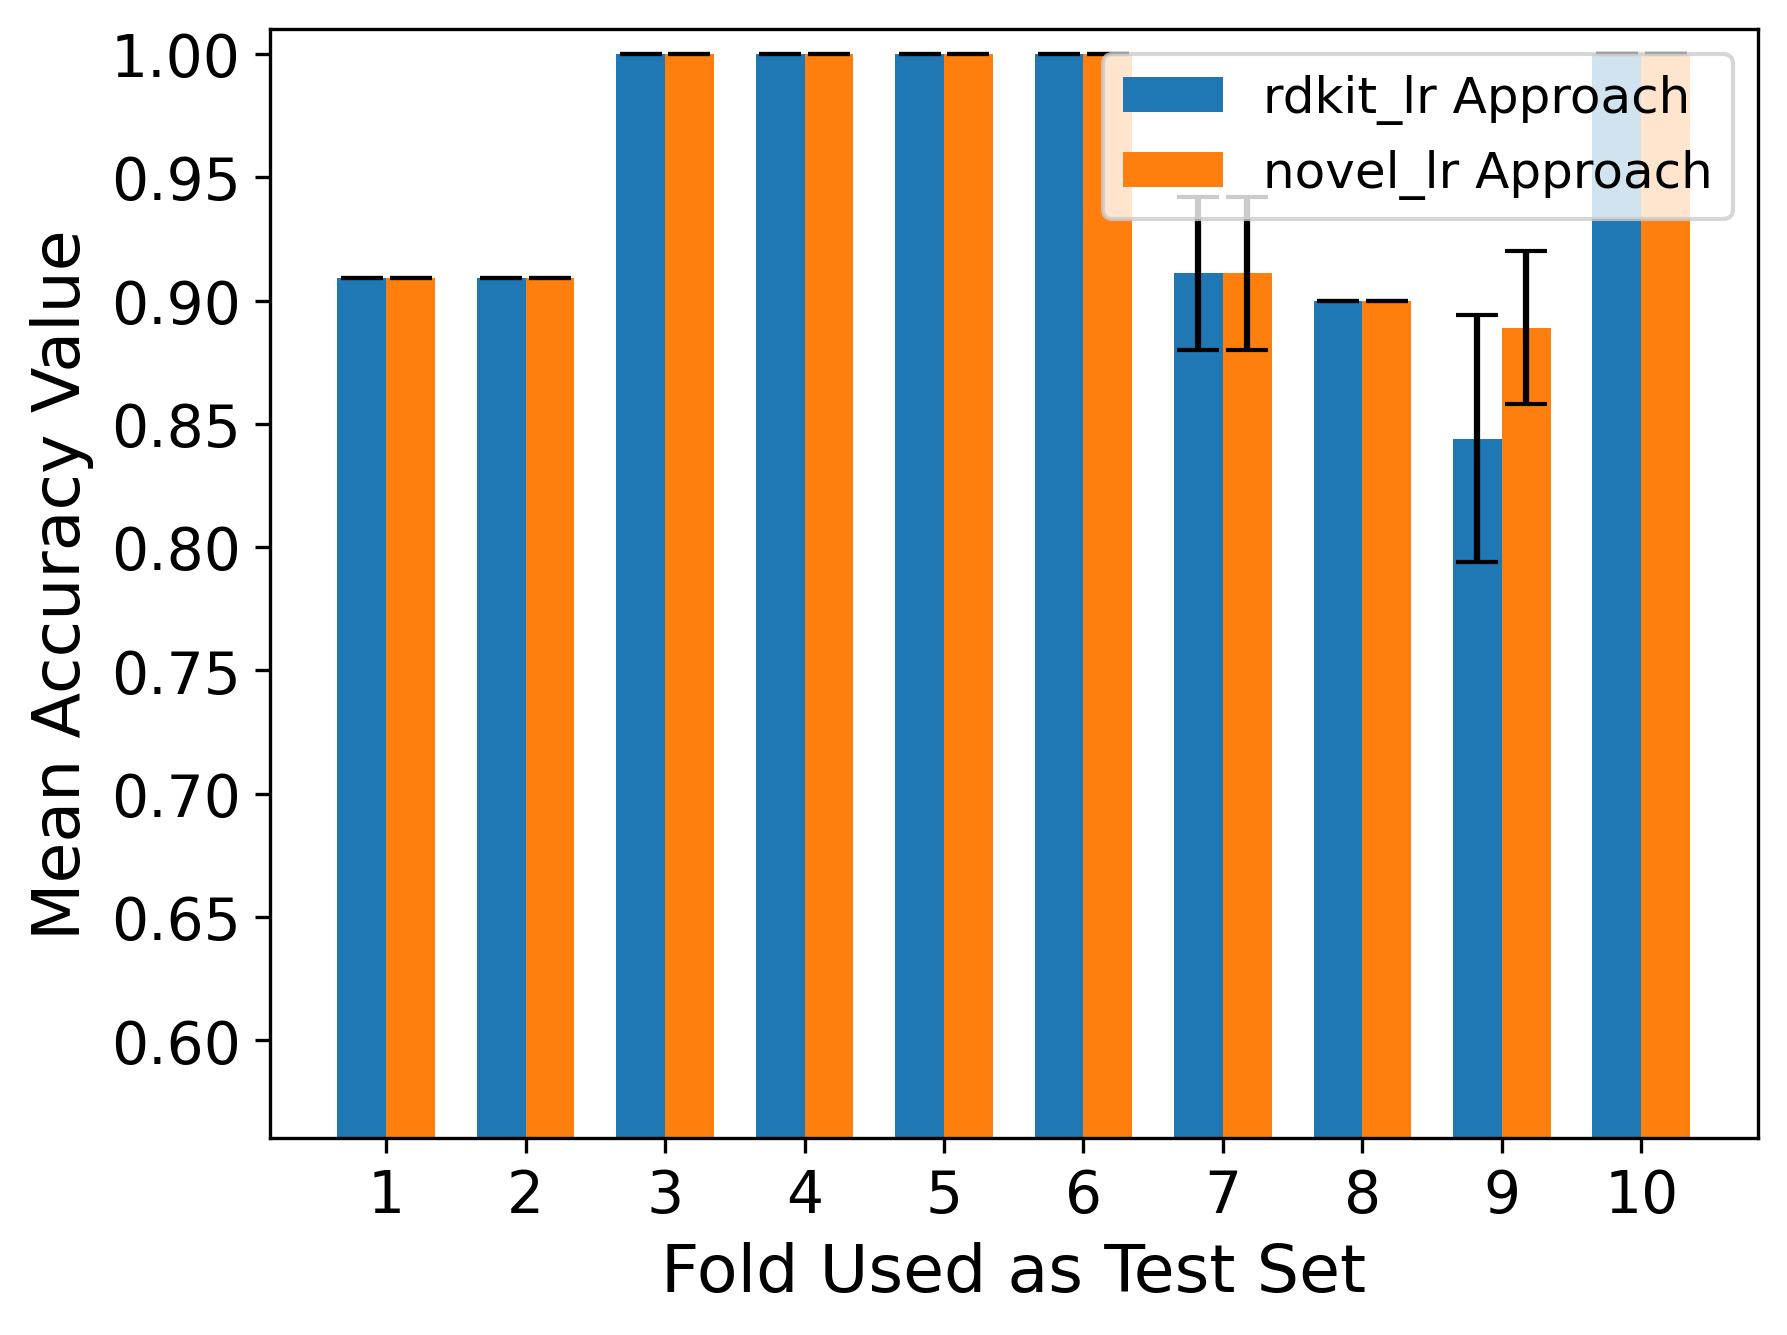 1.00
0.95
0.90
0.85
0.80
0.75
0.70
0.65
0.60
Mean Accuracy Value
rdkit_lr Approach
novel_lr Approach
1 2 3 4 5 6 7 8 9 10
Fold Used as Test Set